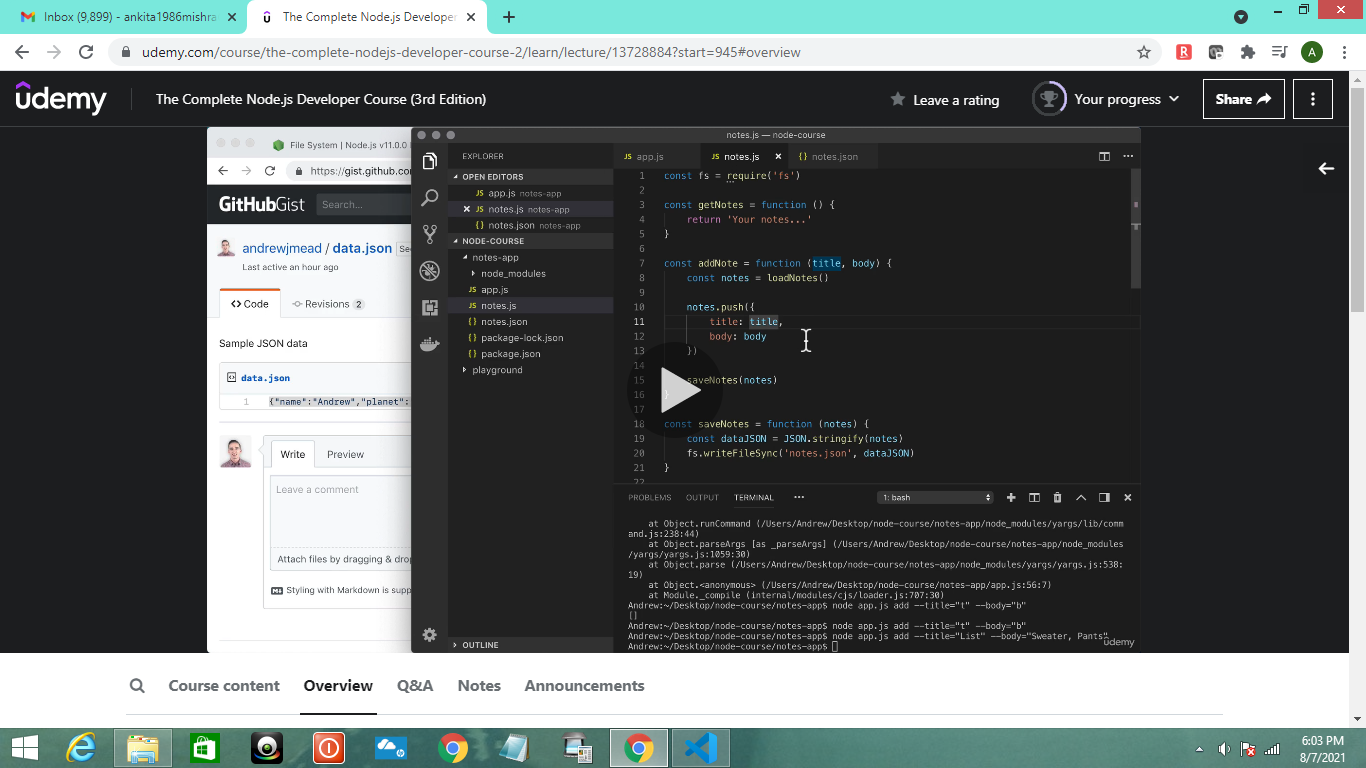 Inbox (9,899) - ankita1986mishra
The Complete Node.js Developer
udemy.com/course/the-complete-nodejs-developer-course-2/learn/lecture/13728884?start=945#overview
A
udemy
The Complete Node.js Developer Course (3rd Edition)
Leave a rating
Your progress
Share
File System | Node.js v11.0.0
https://gist.github.co
GitHubGist
Search...
andrewjmead / data.json
Last active an hour ago
Code
Revisions 2
Sample JSON data
data.json
1 {"name":"Andrew","planet":
Write
Preview
Leave a comment
Attach files by dragging & dro
Styling with Markdown is supp
notes.js — node-course
EXPLORER
OPEN EDITORS
JS app.js notes-app
JS notes.js notes-app
{} notes.json notes-app
NODE-COURSE
notes-app
node_modules
JS app.js
JS notes.js
{} notes.json
{} package-lock.json
{} package.json
playground
OUTLINE
JS app.js
JS notes.js
{} notes.json
1 const fs = require('fs')
2
3 const getNotes = function () {
4 return 'Your notes...'
5 }
6
7 const addNote = function (title, body) {
8 const notes = loadNotes()
9
10 notes.push({
11 title: title,
12 body: body
13 })
14
15 saveNotes(notes)
16 }
17
18 const saveNotes = function (notes) {
19 const dataJSON = JSON.stringify(notes)
20 fs.writeFileSync('notes.json', dataJSON)
21 }
22
PROBLEMS
OUTPUT
TERMINAL
1: bash
at Object.runCommand (/Users/Andrew/Desktop/node-course/notes-app/node_modules/yargs/lib/comm
and.js:238:44)
at Object.parseArgs [as _parseArgs] (/Users/Andrew/Desktop/node-course/notes-app/node_modules
/yargs/yargs.js:1059:30)
at Object.parse (/Users/Andrew/Desktop/node-course/notes-app/node_modules/yargs/yargs.js:538:
19)
at Object.<anonymous> (/Users/Andrew/Desktop/node-course/notes-app/app.js:56:7)
at Module._compile (internal/modules/cjs/loader.js:707:30)
Andrew:~/Desktop/node-course/notes-app$ node app.js add --title="t" --body="b"
[]
Andrew:~/Desktop/node-course/notes-app$ node app.js add --title="t" --body="b"
Andrew:~/Desktop/node-course/notes-app$ node app.js add --title="List" --body="Sweater, Pants"
Andrew:~/Desktop/node-course/notes-app$
udemy
Course content
Overview
Q&A
Notes
Announcements
6:03 PM
8/7/2021